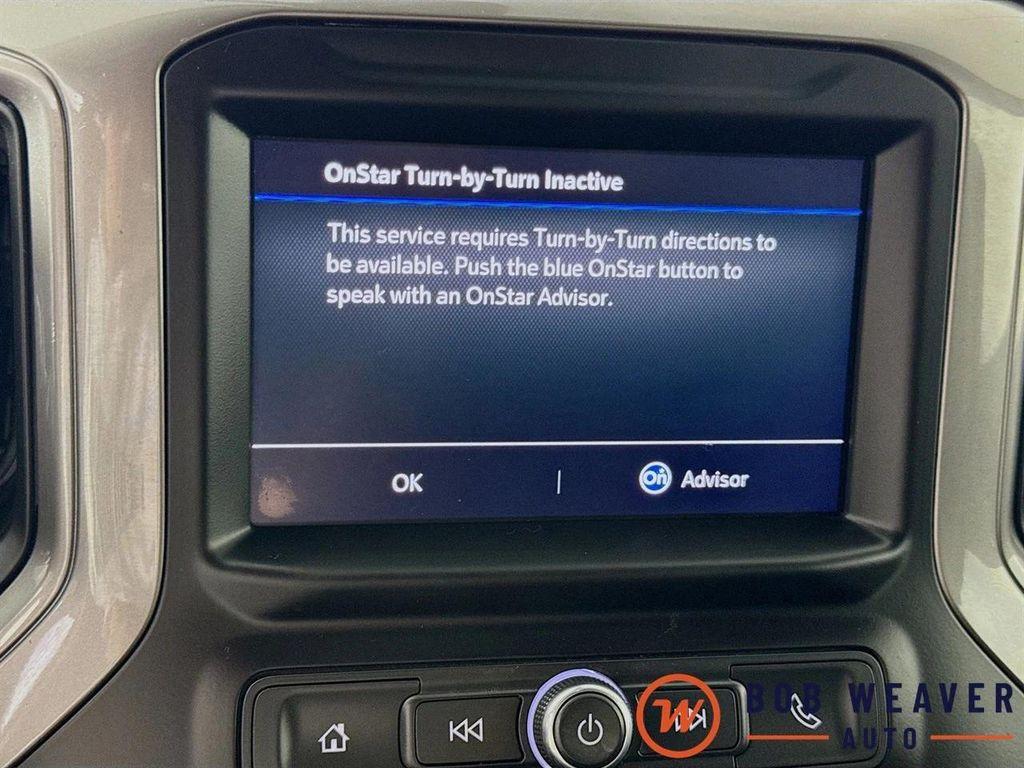 OnStar Turn-by-Turn Inactive
This service requires Turn-by-Turn directions to
be available. Push the blue OnStar button to
speak with an OnStar Advisor.
OK | On Advisor
W BOB WEAVER
AUTO